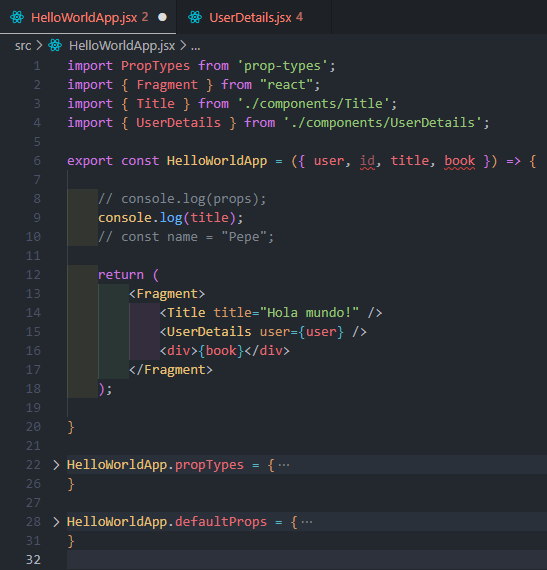 HelloWorldApp.jsx 2 ● UserDetails.jsx 4
src > HelloWorldApp.jsx > ...
1 import PropTypes from 'prop-types';
2 import { Fragment } from "react";
3 import { Title } from './components/Title';
4 import { UserDetails } from './components/UserDetails';
5
6 export const HelloWorldApp = ({ user, id, title, book }) => {
7
8     // console.log(props);
9     console.log(title);
10     // const name = "Pepe";
11
12     return (
13         <Fragment>
14             <Title title="Hola mundo!" />
15             <UserDetails user={user} />
16             <div>{book}</div>
17         </Fragment>
18     );
19
20 }
21
22 > HelloWorldApp.propTypes = { ···
26 }
27
28 > HelloWorldApp.defaultProps = { ···
31 }
32